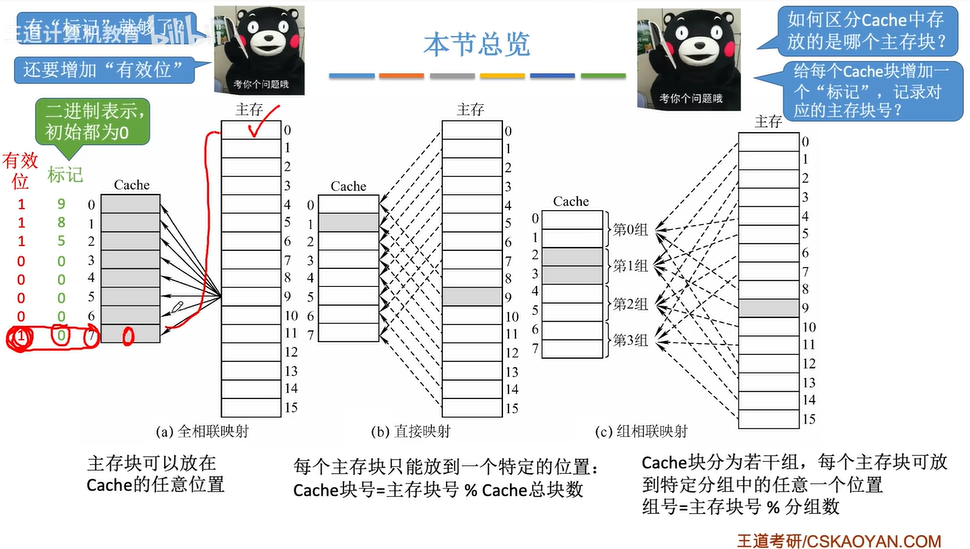 有“标记”就够了？
王道计算机教育 bilibili
还要增加“有效位”
考你个问题哦
本节总览
考你个问题哦
如何区分Cache中存
放的是哪个主存块？
给每个Cache块增加一
个“标记”，记录对
应的主存块号？
二进制表示，
初始都为0
有效
位
标记
Cache
主存
1 9 0
1 8 1
1 5 2
0 0 3
0 0 4
0 0 5
0 0 6
1 0 7 0
0
1
2
3
4
5
6
7
8
9
10
11
12
13
14
15
(a) 全相联映射
主存块可以放在
Cache的任意位置
Cache
主存
0
1
2
3
4
5
6
7
0
1
2
3
4
5
6
7
8
9
10
11
12
13
14
15
(b) 直接映射
每个主存块只能放到一个特定的位置：
Cache块号=主存块号 % Cache总块数
Cache
主存
0
1
2
3
4
5
6
7
第0组
第1组
第2组
第3组
0
1
2
3
4
5
6
7
8
9
10
11
12
13
14
15
(c) 组相联映射
Cache块分为若干组，每个主存块可放
到特定分组中的任意一个位置
组号=主存块号 % 分组数
王道考研/CSKAOYAN.COM